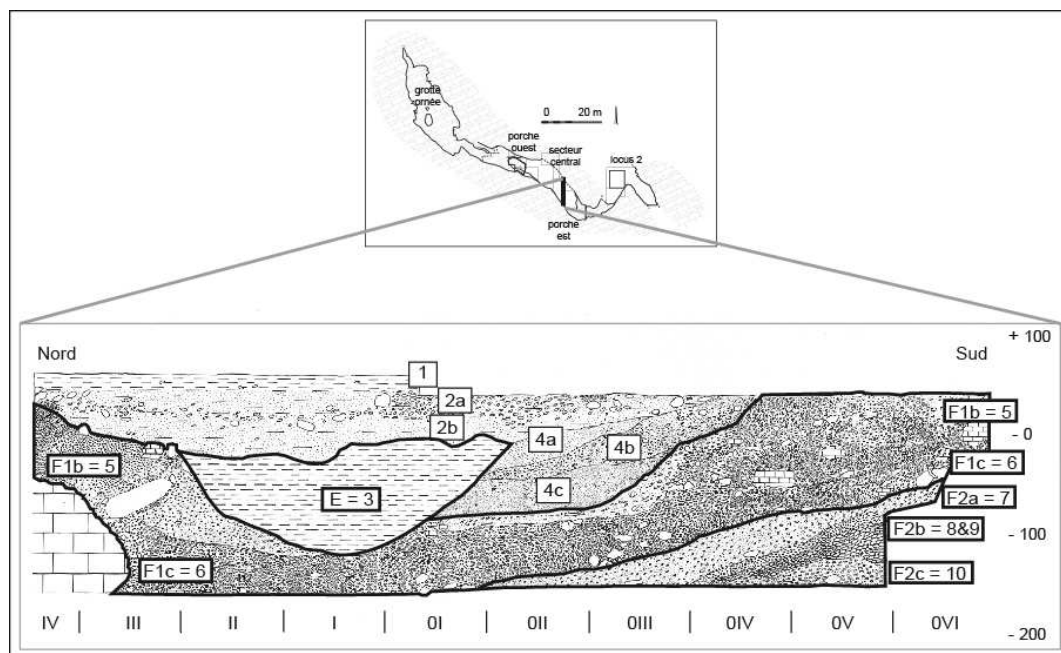 grotte
ornée
0 20 m
porche
ouest
secteur
central
locus 2
porche
est
+ 100
Nord
Sud
1
2a
F1b = 5
2b
4a
4b
- 0
F1b = 5
F1c = 6
E = 3
4c
F2a = 7
F2b = 8&9
- 100
F1c = 6
F2c = 10
IV | III | II | I | 0I | 0II | 0III | 0IV | 0V | 0VI
- 200